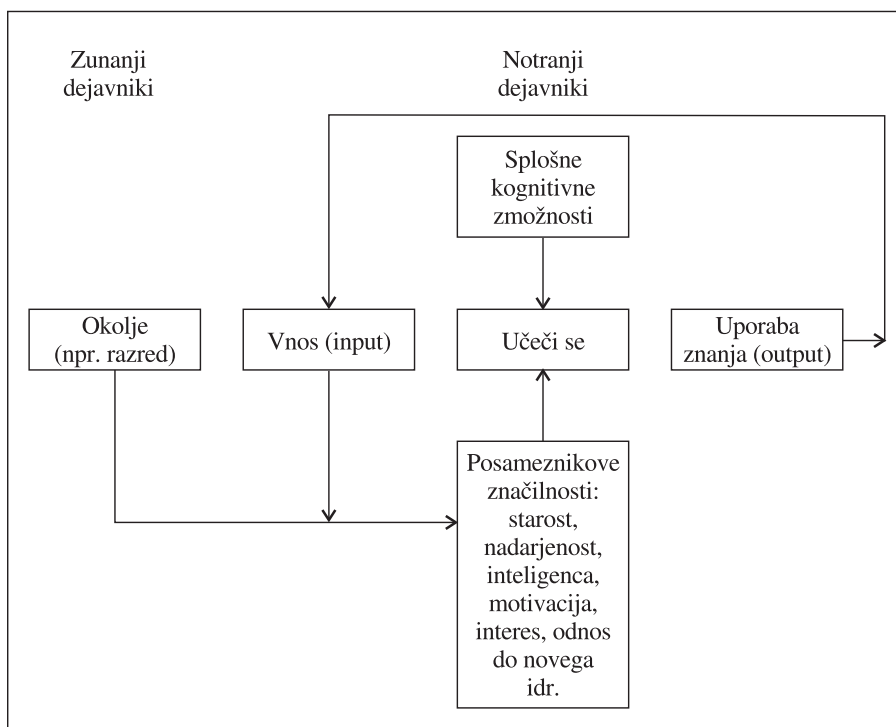 Zunanji
dejavniki
Notranji
dejavniki
Splošne
kognitivne
zmožnosti
Okolje
(npr. razred)
Vnos (input)
Učeči se
Uporaba
znanja (output)
Posameznikove
značilnosti:
starost,
nadarjenost,
inteligenca,
motivacija,
interes, odnos
do novega
idr.